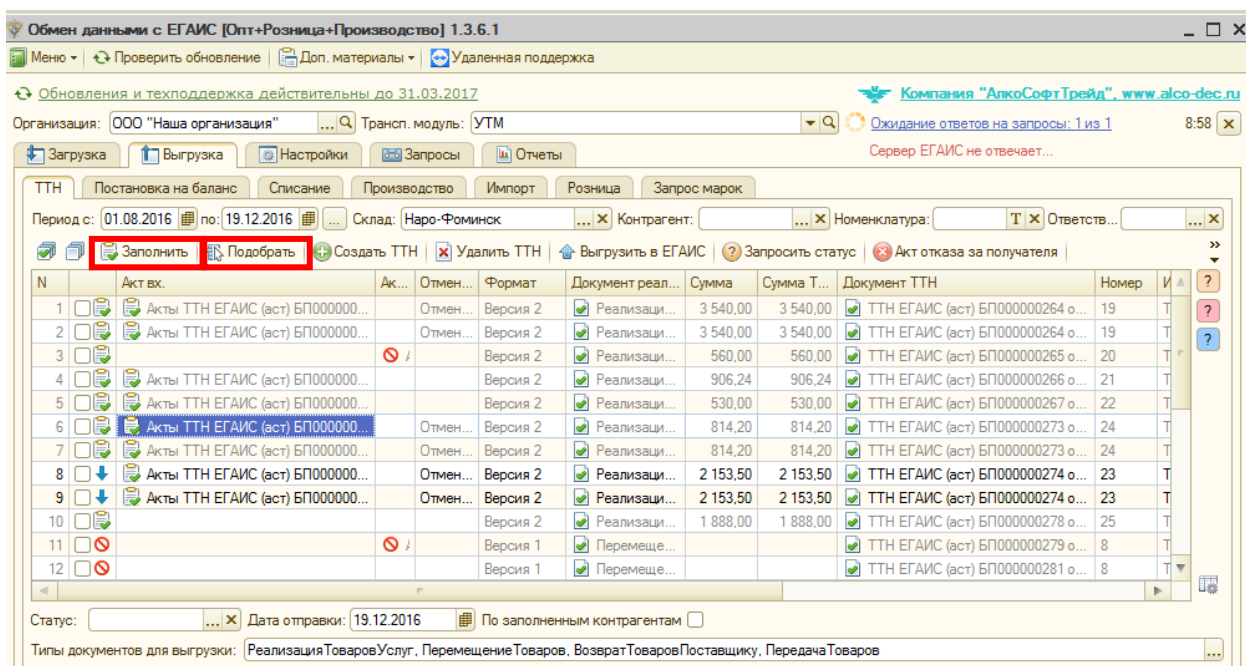 Обмен данными с ЕГАИС [Опт+Розница+Производство] 1.3.6.1
Меню Проверить обновление Доп. материалы Удаленная поддержка
Обновления и техподдержка действительны до 31.03.2017 Компания "АлкоСофтТрейд", www.alco-dec.ru
Организация: ООО "Наша организация" ... Трансп. модуль: УТМ Ожидание ответов на запросы: 1 из 1 8:58
Загрузка Выгрузка Настройки Запросы Отчеты Сервер ЕГАИС не отвечает...
ТТН Постановка на баланс Списание Производство Импорт Розница Запрос марок
Период с: 01.08.2016 по: 19.12.2016 ... Склад: Наро-Фоминск ... Контрагент: ... Номенклатура: T Ответств... ...
Заполнить Подобрать Создать ТТН Удалить ТТН Выгрузить в ЕГАИС Запросить статус Акт отказа за получателя
N Акт вх. Ак... Отмен... Формат Документ реал... Сумма Сумма Т... Документ ТТН Номер
1 Акты ТТН ЕГАИС (аст) БП000000... Отмен... Версия 2 Реализаци... 3 540,00 3 540,00 ТТН ЕГАИС (аст) БП000000264 о... 19
2 Акты ТТН ЕГАИС (аст) БП000000... Отмен... Версия 2 Реализаци... 3 540,00 3 540,00 ТТН ЕГАИС (аст) БП000000264 о... 19
3 Версия 2 Реализаци... 560,00 560,00 ТТН ЕГАИС (аст) БП000000265 о... 20
4 Акты ТТН ЕГАИС (аст) БП000000... Версия 2 Реализаци... 906,24 906,24 ТТН ЕГАИС (аст) БП000000266 о... 21
5 Акты ТТН ЕГАИС (аст) БП000000... Версия 2 Реализаци... 530,00 530,00 ТТН ЕГАИС (аст) БП000000267 о... 22
6 Акты ТТН ЕГАИС (аст) БП000000... Отмен... Версия 2 Реализаци... 814,20 814,20 ТТН ЕГАИС (аст) БП000000273 о... 24
7 Акты ТТН ЕГАИС (аст) БП000000... Отмен... Версия 2 Реализаци... 814,20 814,20 ТТН ЕГАИС (аст) БП000000273 о... 24
8 Акты ТТН ЕГАИС (аст) БП000000... Отмен... Версия 2 Реализаци... 2 153,50 2 153,50 ТТН ЕГАИС (аст) БП000000274 о... 23
9 Акты ТТН ЕГАИС (аст) БП000000... Отмен... Версия 2 Реализаци... 2 153,50 2 153,50 ТТН ЕГАИС (аст) БП000000274 о... 23
10 Версия 2 Реализаци... 1 888,00 1 888,00 ТТН ЕГАИС (аст) БП000000278 о... 25
11 Версия 1 Перемеще... ТТН ЕГАИС (аст) БП000000279 о... 8
12 Версия 1 Перемеще... ТТН ЕГАИС (аст) БП000000281 о... 8
Статус: ... Дата отправки: 19.12.2016 По заполненным контрагентам
Типы документов для выгрузки: РеализацияТоваровУслуг, ПеремещениеТоваров, ВозвратТоваровПоставщику, ПередачаТоваров ...